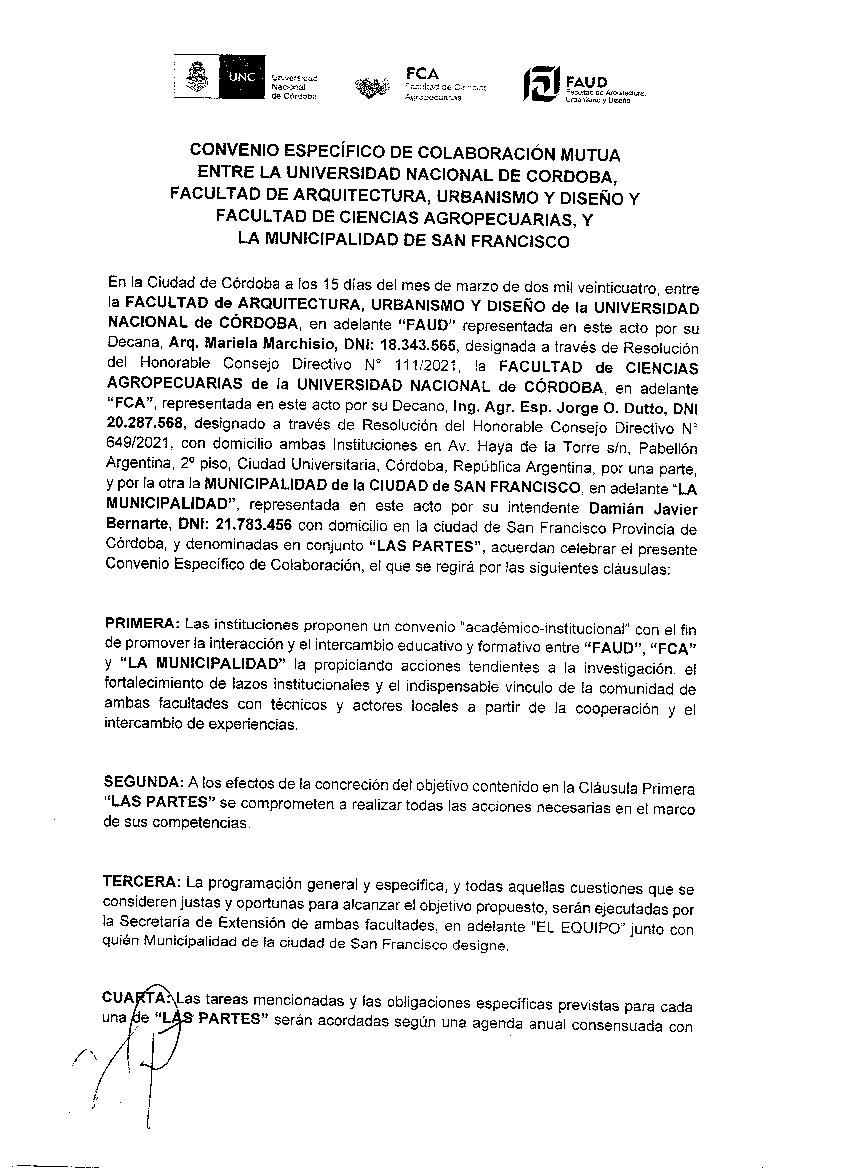 UNC
Universidad
Nacional
de Córdoba
FCA
Facultad de Ciencias
Agropecuarias
FAUD
Facultad de Arquitectura,
Urbanismo y Diseño
CONVENIO ESPECÍFICO DE COLABORACIÓN MUTUA
ENTRE LA UNIVERSIDAD NACIONAL DE CORDOBA,
FACULTAD DE ARQUITECTURA, URBANISMO Y DISEÑO Y
FACULTAD DE CIENCIAS AGROPECUARIAS, Y
LA MUNICIPALIDAD DE SAN FRANCISCO
En la Ciudad de Córdoba a los 15 días del mes de marzo de dos mil veinticuatro, entre
la FACULTAD de ARQUITECTURA, URBANISMO Y DISEÑO de la UNIVERSIDAD
NACIONAL de CÓRDOBA, en adelante "FAUD" representada en este acto por su
Decana, Arq. Mariela Marchisio, DNI: 18.343.565, designada a través de Resolución
del Honorable Consejo Directivo N° 111/2021, la FACULTAD de CIENCIAS
AGROPECUARIAS de la UNIVERSIDAD NACIONAL de CÓRDOBA, en adelante
"FCA", representada en este acto por su Decano, Ing. Agr. Esp. Jorge O. Dutto, DNI
20.287.568, designado a través de Resolución del Honorable Consejo Directivo N°
649/2021, con domicilio ambas Instituciones en Av. Haya de la Torre s/n, Pabellón
Argentina, 2º piso, Ciudad Universitaria, Córdoba, República Argentina, por una parte,
y por la otra la MUNICIPALIDAD de la CIUDAD de SAN FRANCISCO, en adelante "LA
MUNICIPALIDAD", representada en este acto por su intendente Damián Javier
Bernarte, DNI: 21.783.456 con domicilio en la ciudad de San Francisco Provincia de
Córdoba, y denominadas en conjunto "LAS PARTES", acuerdan celebrar el presente
Convenio Específico de Colaboración, el que se regirá por las siguientes cláusulas:
PRIMERA: Las instituciones proponen un convenio "académico-institucional" con el fin
de promover la interacción y el intercambio educativo y formativo entre "FAUD", "FCA"
y "LA MUNICIPALIDAD" la propiciando acciones tendientes a la investigación, el
fortalecimiento de lazos institucionales y el indispensable vinculo de la comunidad de
ambas facultades con técnicos y actores locales a partir de la cooperación y el
intercambio de experiencias.
SEGUNDA: A los efectos de la concreción del objetivo contenido en la Cláusula Primera
"LAS PARTES" se comprometen a realizar todas las acciones necesarias en el marco
de sus competencias.
TERCERA: La programación general y específica, y todas aquellas cuestiones que se
consideren justas y oportunas para alcanzar el objetivo propuesto, serán ejecutadas por
la Secretaría de Extensión de ambas facultades, en adelante "EL EQUIPO" junto con
quién Municipalidad de la ciudad de San Francisco designe.
CUARTA: Las tareas mencionadas y las obligaciones específicas previstas para cada
una de "LAS PARTES" serán acordadas según una agenda anual consensuada con